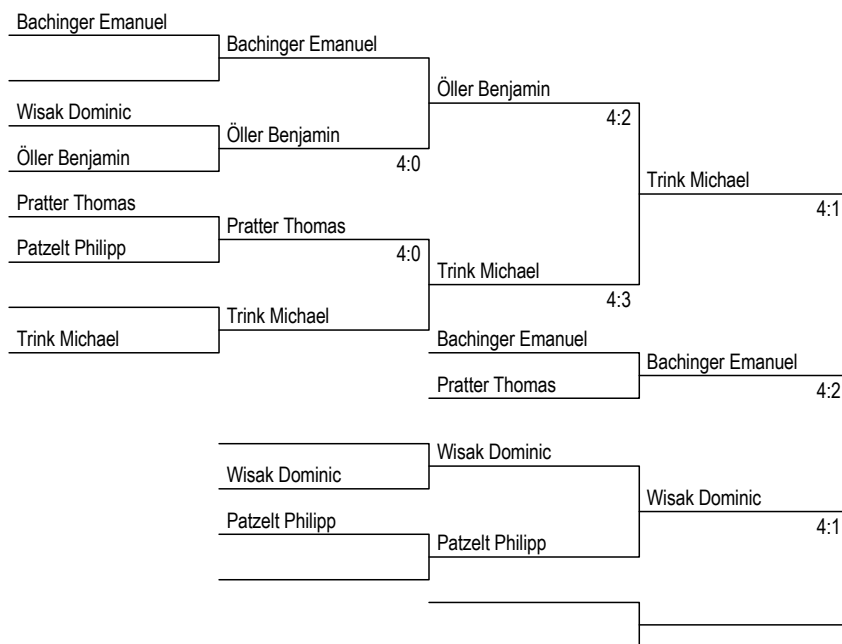 Bachinger Emanuel
Bachinger Emanuel
Öller Benjamin
4:2
Wisak Dominic
Öller Benjamin
4:0
Öller Benjamin
Trink Michael
4:1
Pratter Thomas
Pratter Thomas
4:0
Patzelt Philipp
Trink Michael
4:3
Trink Michael
Trink Michael
Bachinger Emanuel
Bachinger Emanuel
4:2
Pratter Thomas
Wisak Dominic
Wisak Dominic
Wisak Dominic
4:1
Patzelt Philipp
Patzelt Philipp